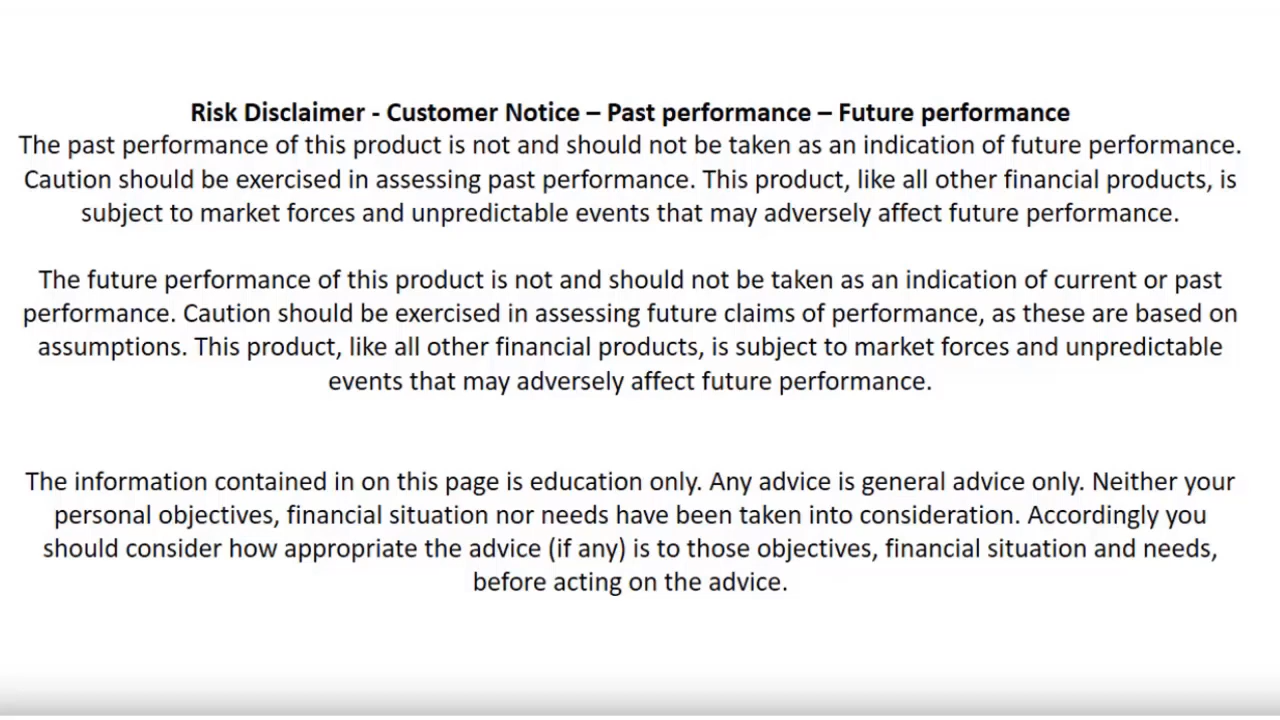 Risk Disclaimer - Customer Notice – Past performance – Future performance
The past performance of this product is not and should not be taken as an indication of future performance.
Caution should be exercised in assessing past performance. This product, like all other financial products, is
subject to market forces and unpredictable events that may adversely affect future performance.
The future performance of this product is not and should not be taken as an indication of current or past
performance. Caution should be exercised in assessing future claims of performance, as these are based on
assumptions. This product, like all other financial products, is subject to market forces and unpredictable
events that may adversely affect future performance.
The information contained in on this page is education only. Any advice is general advice only. Neither your
personal objectives, financial situation nor needs have been taken into consideration. Accordingly you
should consider how appropriate the advice (if any) is to those objectives, financial situation and needs,
before acting on the advice.